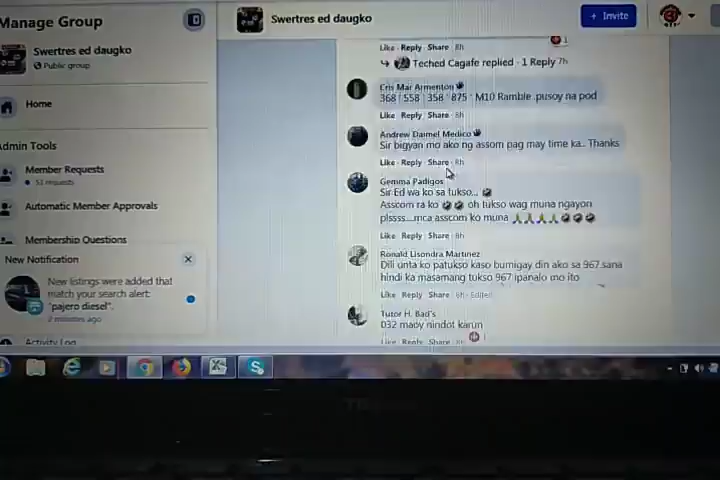 Manage Group
Swertres ed daugko
+ Invite
Swertres ed daugko
Public group
Home
Admin Tools
Member Requests
Automatic Member Approvals
Membership Questions
New Notification
New listings were added that
match your search alert:
"pajero diesel".
2 minutes ago
Activity Log
Like · Reply · Share · 8h
Teched Cagafe replied · 1 Reply 7h
Cris Mar Armenton
368 558 358 875 M10 Ramble .pusoy na pod
Like · Reply · Share · 8h
Andrew Daimel Medico
Sir bigyan mo ako ng assom pag may time ka.. Thanks
Like · Reply · Share · 8h
Gemma Padigos
Sir Ed wa ko sa tukso...
Asscom ra ko oh tukso wag muna ngayon
plssss...mca asscom ko muna
Like · Reply · Share · 8h
Ronald Lisondra Martinez
Dili unta ko patukso kaso bumigay din ako sa 967 sana
hindi ka masamang tukso 967 ipanalo mo ito
Like · Reply · Share · 6h · Edited
Tutor H. Bad's
032 maoy nindot karun
Like · Reply · Share · 8h